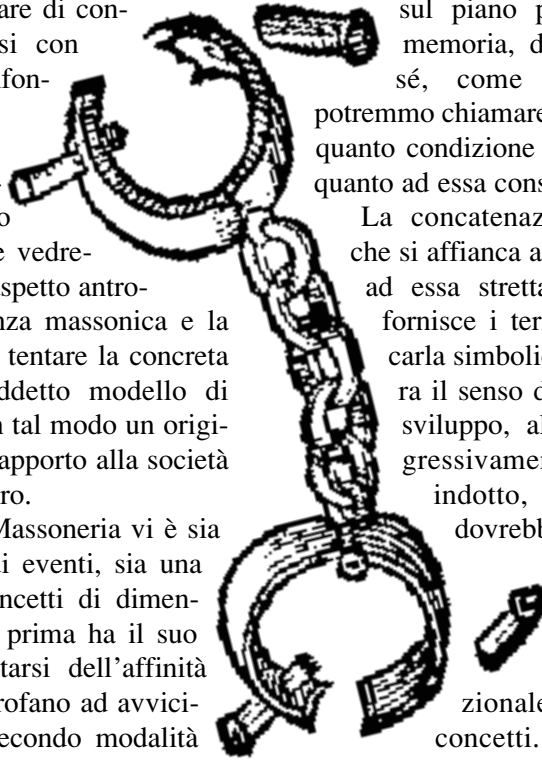 are di con-
si con
fon-
-
o
e vedre-
spetto antro-
nza massonica e la
tentare la concreta
ddetto modello di
n tal modo un origi-
apporto alla società
ro.
Massoneria vi è sia
di eventi, sia una
ncetti di dimen-
prima ha il suo
tarsi dell'affinità
rofano ad avvici-
econdo modalità
sul piano p
memoria, d
sé, come
potremmo chiamare
quanto condizione
quanto ad essa cons
La concatenaz
che si affianca a
ad essa stretta
fornisce i ter
carla simboli
ra il senso d
sviluppo, al
gressivamen
indotto,
dovrebb
zionale
concetti.